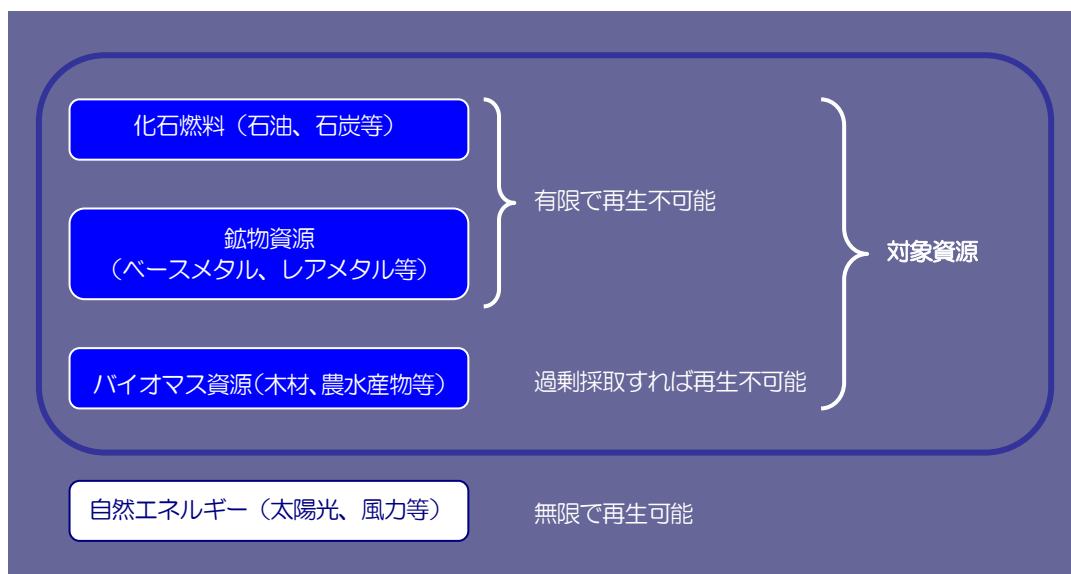 化石燃料（石油、石炭等）
有限で再生不可能
鉱物資源
（ベースメタル、レアメタル等）
対象資源
バイオマス資源（木材、農水産物等）
過剰採取すれば再生不可能
自然エネルギー（太陽光、風力等）
無限で再生可能